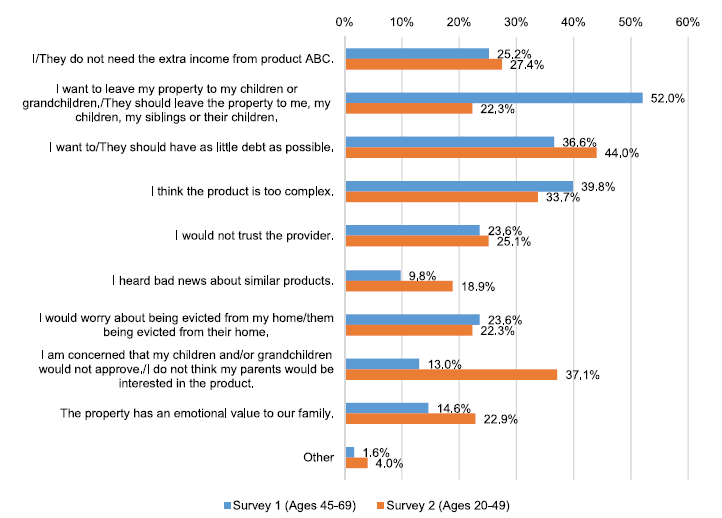 0% 10% 20% 30% 40% 50% 60%
I/They do not need the extra income from product ABC.
25.2%
27.4%
I want to leave my property to my children or
grandchildren./They should leave the property to me, my
children, my siblings or their children.
52.0%
22.3%
I want to/They should have as little debt as possible.
36.6%
44.0%
I think the product is too complex.
39.8%
33.7%
I would not trust the provider.
23.6%
25.1%
I heard bad news about similar products.
9.8%
18.9%
I would worry about being evicted from my home/them
being evicted from their home.
23.6%
22.3%
I am concerned that my children and/or grandchildren
would not approve./I do not think my parents would be
interested in the product.
13.0%
37.1%
The property has an emotional value to our family.
14.6%
22.9%
Other
1.6%
4.0%
Survey 1 (Ages 45-69) Survey 2 (Ages 20-49)